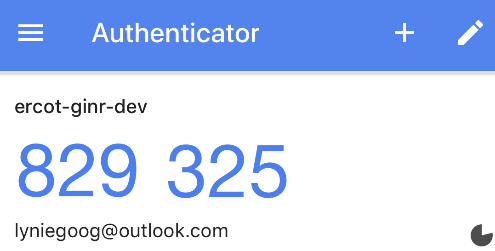 Authenticator
ercot-ginr-dev
829 325
lyniegoog@outlook.com